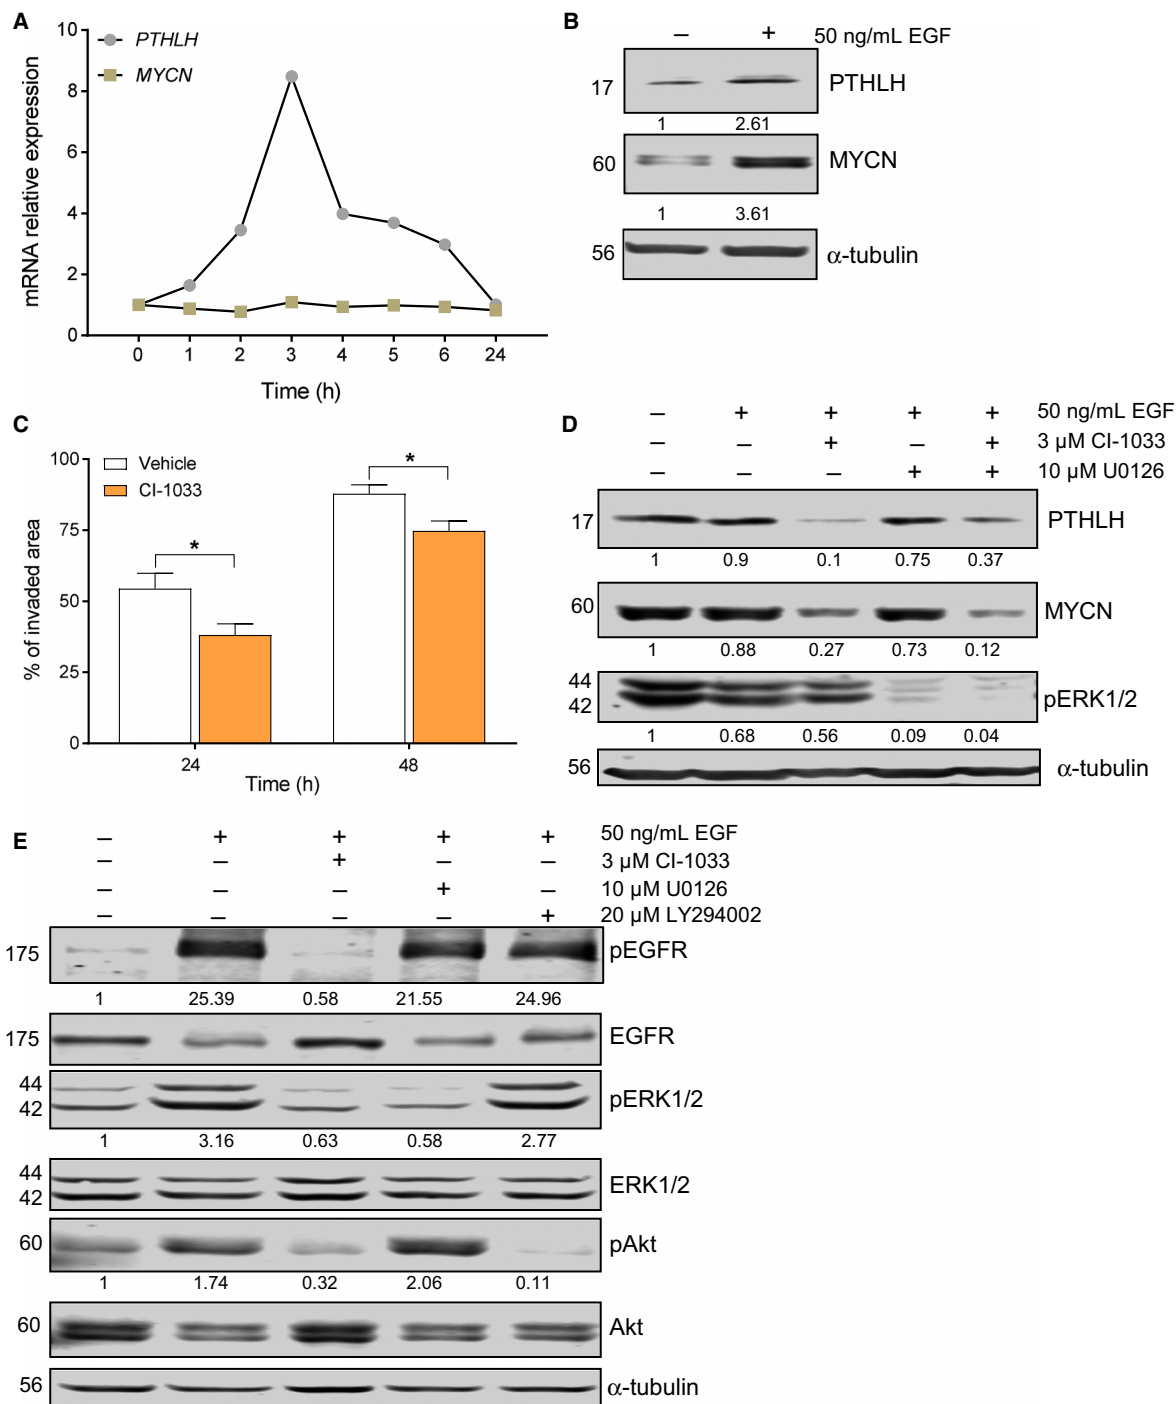 A
10
8
6
4
2
0
mRNA relative expression
PTHLH
MYCN
0 1 2 3 4 5 6 24
Time (h)
B
– + 50 ng/mL EGF
17 PTHLH
1 2.61
60 MYCN
1 3.61
56 α-tubulin
C
100
75
50
25
0
% of invaded area
Vehicle
CI-1033
* *
24 48
Time (h)
D
– + + + + 50 ng/mL EGF
– – + – + 3 µM CI-1033
– – – + + 10 µM U0126
17 PTHLH
1 0.9 0.1 0.75 0.37
60 MYCN
1 0.88 0.27 0.73 0.12
44
42 pERK1/2
1 0.68 0.56 0.09 0.04
56 α-tubulin
E
– + + + + 50 ng/mL EGF
– – + – – 3 µM CI-1033
– – – + – 10 µM U0126
– – – – + 20 µM LY294002
175 pEGFR
1 25.39 0.58 21.55 24.96
175 EGFR
44
42 pERK1/2
1 3.16 0.63 0.58 2.77
44
42 ERK1/2
60 pAkt
1 1.74 0.32 2.06 0.11
60 Akt
56 α-tubulin